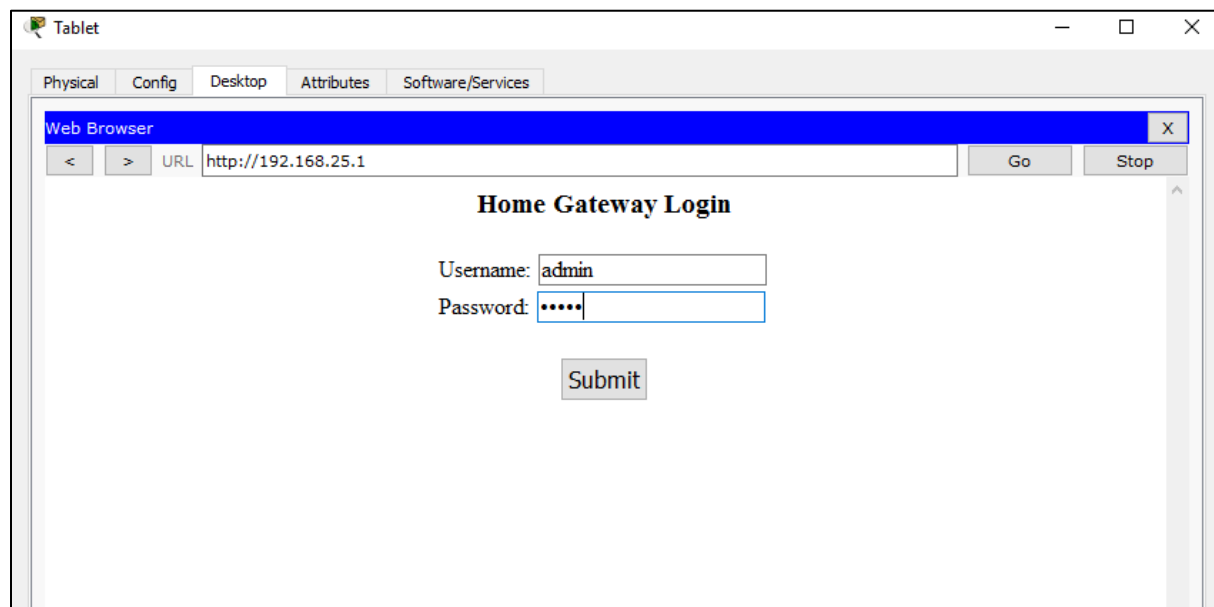 Tablet
Physical Config Desktop Attributes Software/Services
Web Browser X
< > URL http://192.168.25.1 Go Stop
Home Gateway Login
Username: admin
Password: •••••
Submit